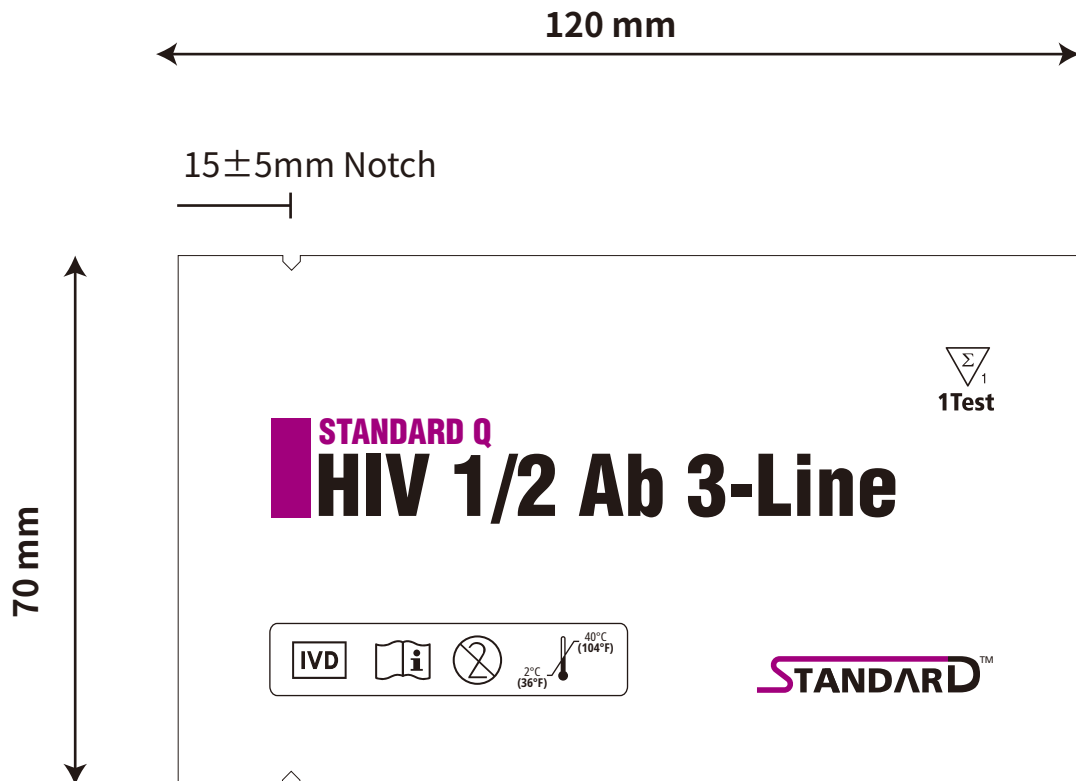 120 mm
15±5mm Notch
70 mm
Σ
1
1Test
STANDARD Q
HIV 1/2 Ab 3-Line
IVD
i
2
2°C
(36°F)
40°C
(104°F)
STANDARD™